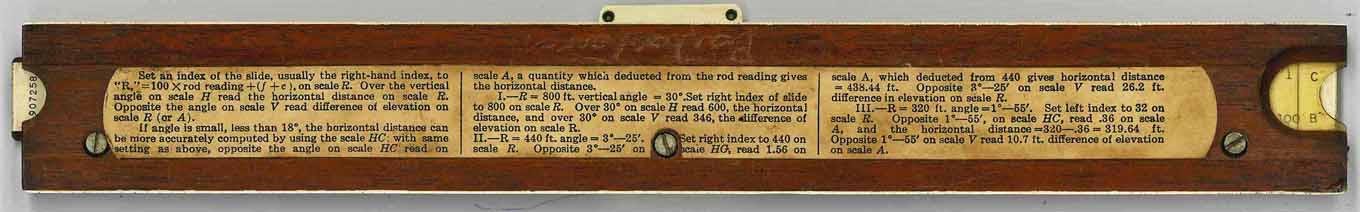 Set an index of the slide, usually the right-hand index, to
"R,"=100 × rod reading +(f + c), on scale R. Over the vertical
angle on scale H read the horizontal distance on scale R.
Opposite the angle on scale V read difference of elevation on
scale R (or A).
If angle is small, less than 18°, the horizontal distance can
be more accurately computed by using the scale HC: with same
setting as above, opposite the angle on scale HC read on
scale A, a quantity which deducted from the rod reading gives
the horizontal distance.
I.—R = 800 ft. vertical angle = 30°. Set right index of slide
to 800 on scale R. Over 30° on scale H read 600, the horizontal
distance, and over 30° on scale V read 346, the difference of
elevation on scale R.
II.—R = 440 ft. angle = 3°—25'. Set right index to 440 on
scale R. Opposite 3°—25' on scale HC, read 1.56 on
scale A, which deducted from 440 gives horizontal distance
= 438.44 ft. Opposite 3°—25' on scale V read 26.2 ft.
difference in elevation on scale R.
III.—R = 320 ft. angle = 1°—55'. Set left index to 32 on
scale R. Opposite 1°—55', on scale HC, read .36 on scale
A, and the horizontal distance =320—.36 = 319.64 ft.
Opposite 1°—55' on scale V read 10.7 ft. difference of elevation
on scale A.
907258
1 C
100 B